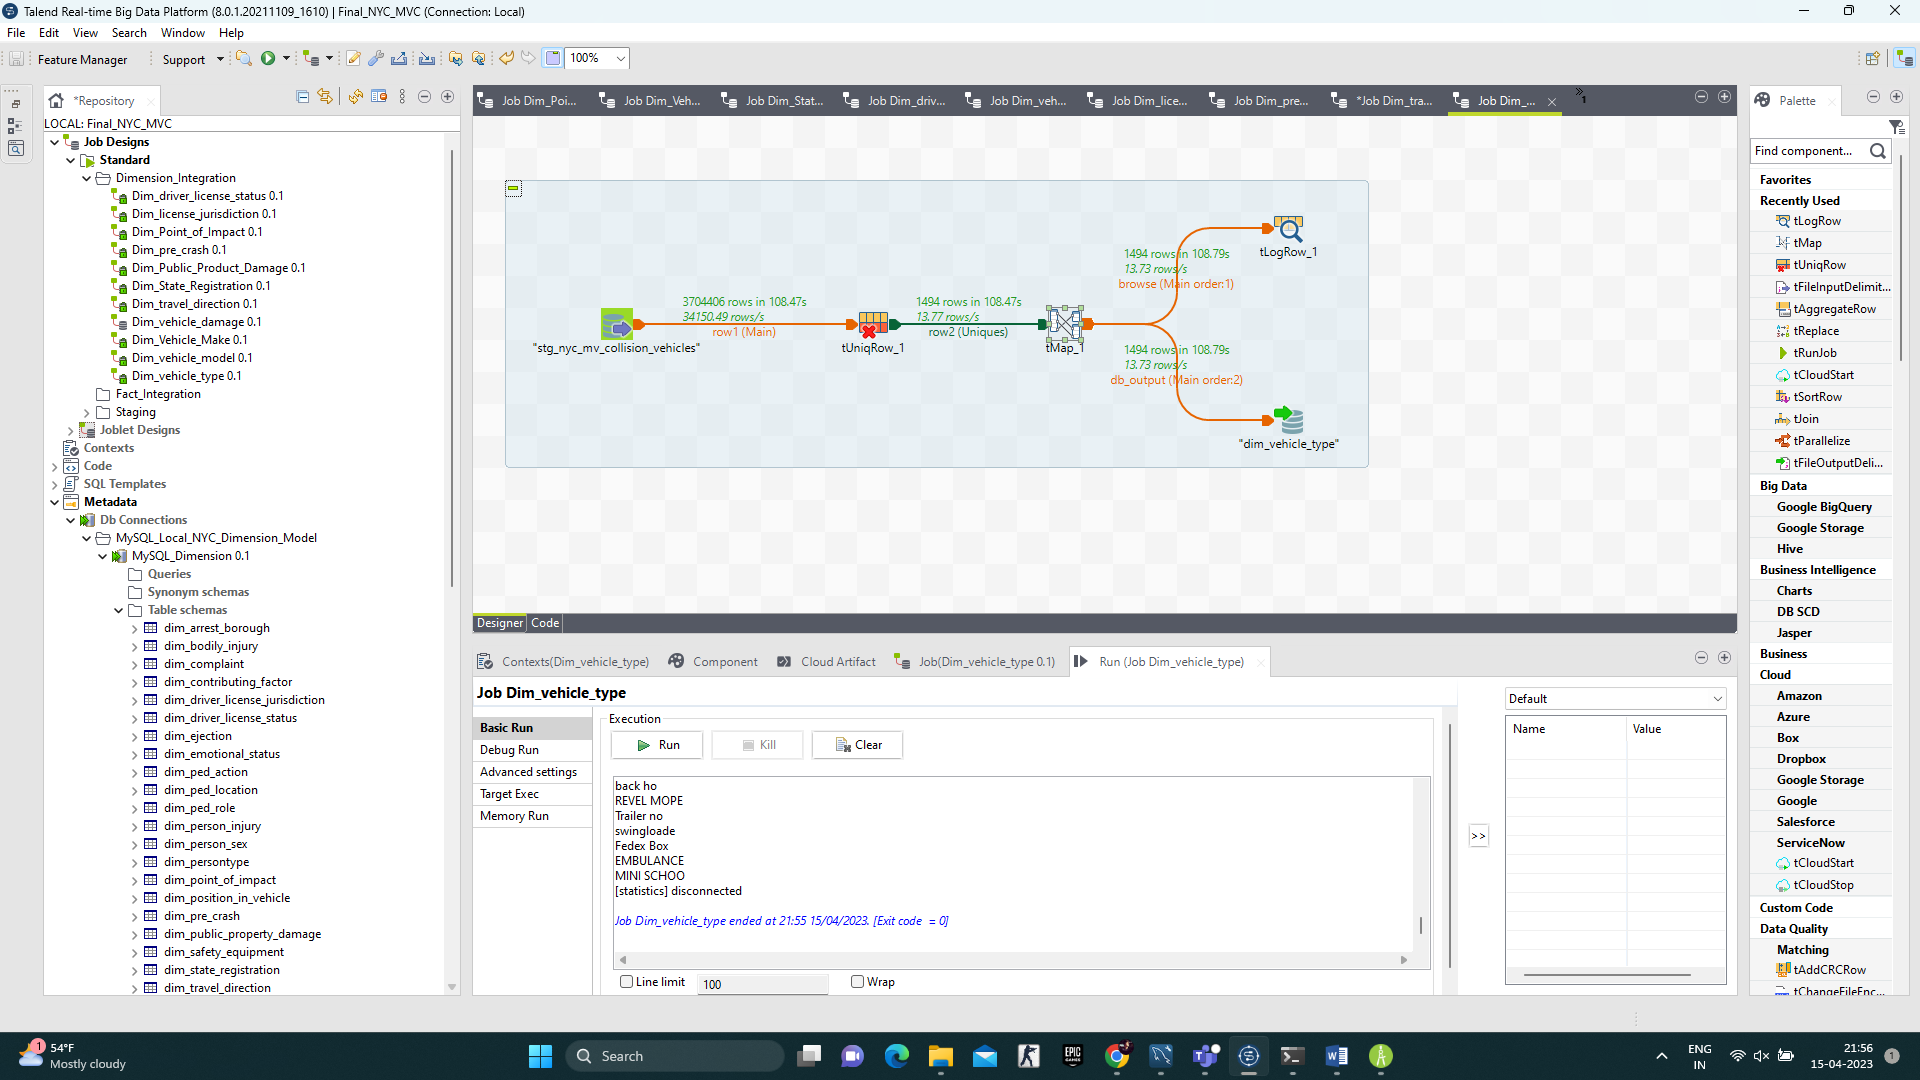 Talend Real-time Big Data Platform (8.0.1.20211109_1610) | Final_NYC_MVC (Connection: Local)
File Edit View Search Window Help
Feature Manager Support 100%
*Repository
LOCAL: Final_NYC_MVC
Job Designs
Standard
Dimension_Integration
Dim_driver_license_status 0.1
Dim_license_jurisdiction 0.1
Dim_Point_of_Impact 0.1
Dim_pre_crash 0.1
Dim_Public_Product_Damage 0.1
Dim_State_Registration 0.1
Dim_travel_direction 0.1
Dim_vehicle_damage 0.1
Dim_Vehicle_Make 0.1
Dim_vehicle_model 0.1
Dim_vehicle_type 0.1
Fact_Integration
Staging
Joblet Designs
Contexts
Code
SQL Templates
Metadata
Db Connections
MySQL_Local_NYC_Dimension_Model
MySQL_Dimension 0.1
Queries
Synonym schemas
Table schemas
dim_arrest_borough
dim_bodily_injury
dim_complaint
dim_contributing_factor
dim_driver_license_jurisdiction
dim_driver_license_status
dim_ejection
dim_emotional_status
dim_ped_action
dim_ped_location
dim_ped_role
dim_person_injury
dim_person_sex
dim_persontype
dim_point_of_impact
dim_position_in_vehicle
dim_pre_crash
dim_public_property_damage
dim_safety_equipment
dim_state_registration
dim_travel_direction
Job Dim_Poi... Job Dim_Veh... Job Dim_Stat... Job Dim_driv... Job Dim_veh... Job Dim_lice... Job Dim_pre... *Job Dim_tra... Job Dim_... »1
"stg_nyc_mv_collision_vehicles"
3704406 rows in 108.47s
34150.49 rows/s
row1 (Main)
tUniqRow_1
1494 rows in 108.47s
13.77 rows/s
row2 (Uniques)
tMap_1
1494 rows in 108.79s
13.73 rows/s
browse (Main order:1)
tLogRow_1
1494 rows in 108.79s
13.73 rows/s
db_output (Main order:2)
"dim_vehicle_type"
Designer Code
Contexts(Dim_vehicle_type) Component Cloud Artifact Job(Dim_vehicle_type 0.1) Run (Job Dim_vehicle_type)
Job Dim_vehicle_type
Basic Run
Debug Run
Advanced settings
Target Exec
Memory Run
Execution
Run Kill Clear
back ho
REVEL MOPE
Trailer no
swingloade
Fedex Box
EMBULANCE
MINI SCHOO
[statistics] disconnected
Job Dim_vehicle_type ended at 21:55 15/04/2023. [Exit code = 0]
Line limit 100 Wrap
>>
Default
Name Value
Palette
Find component...
Favorites
Recently Used
tLogRow
tMap
tUniqRow
tFileInputDelimit...
tAggregateRow
tReplace
tRunJob
tCloudStart
tSortRow
tJoin
tParallelize
tFileOutputDeli...
Big Data
Google BigQuery
Google Storage
Hive
Business Intelligence
Charts
DB SCD
Jasper
Business
Cloud
Amazon
Azure
Box
Dropbox
Google Storage
Google
Salesforce
ServiceNow
tCloudStart
tCloudStop
Custom Code
Data Quality
Matching
tAddCRCRow
tChangeFileEnc...
1
54°F
Mostly cloudy
Search
EPIC GAMES
ENG
IN
21:56
15-04-2023
1